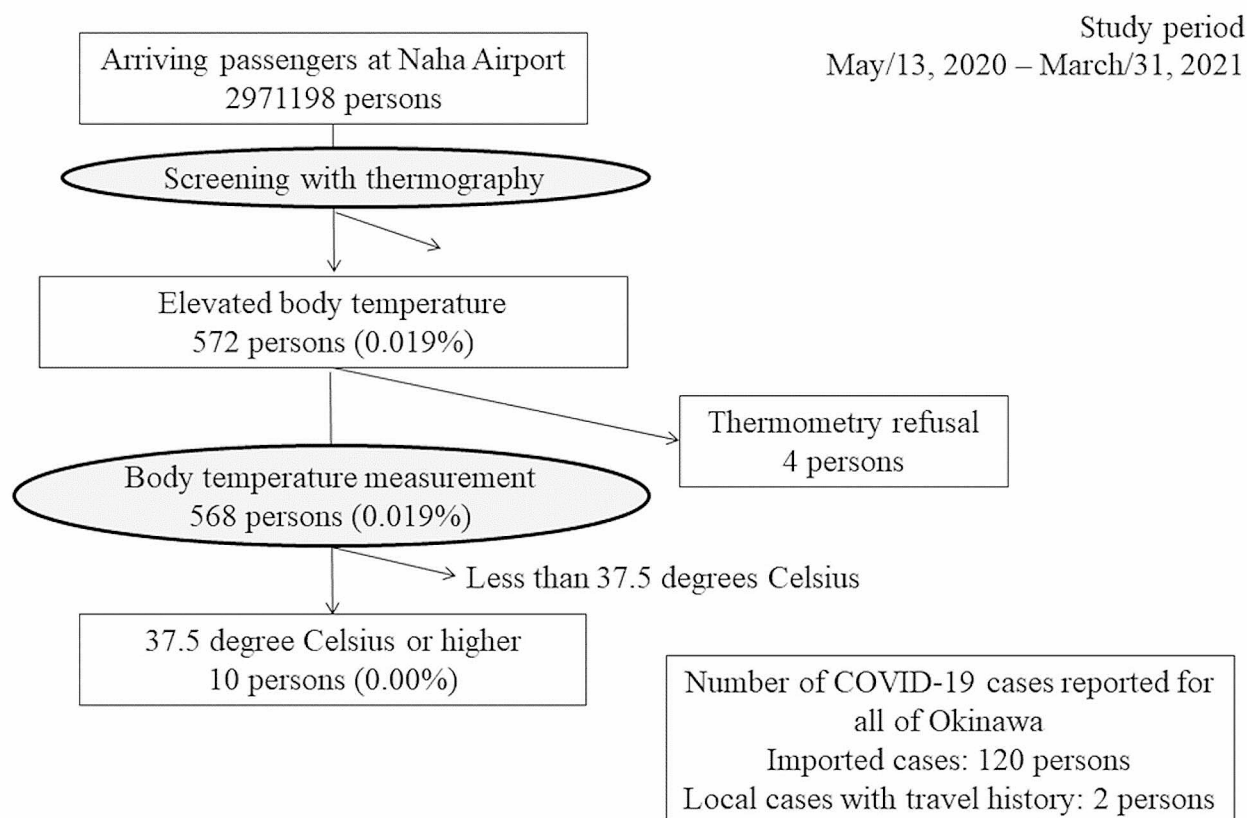 Study period
May/13, 2020 – March/31, 2021
Arriving passengers at Naha Airport
2971198 persons
Screening with thermography
Elevated body temperature
572 persons (0.019%)
Thermometry refusal
4 persons
Body temperature measurement
568 persons (0.019%)
Less than 37.5 degrees Celsius
37.5 degree Celsius or higher
10 persons (0.00%)
Number of COVID-19 cases reported for
all of Okinawa
Imported cases: 120 persons
Local cases with travel history: 2 persons